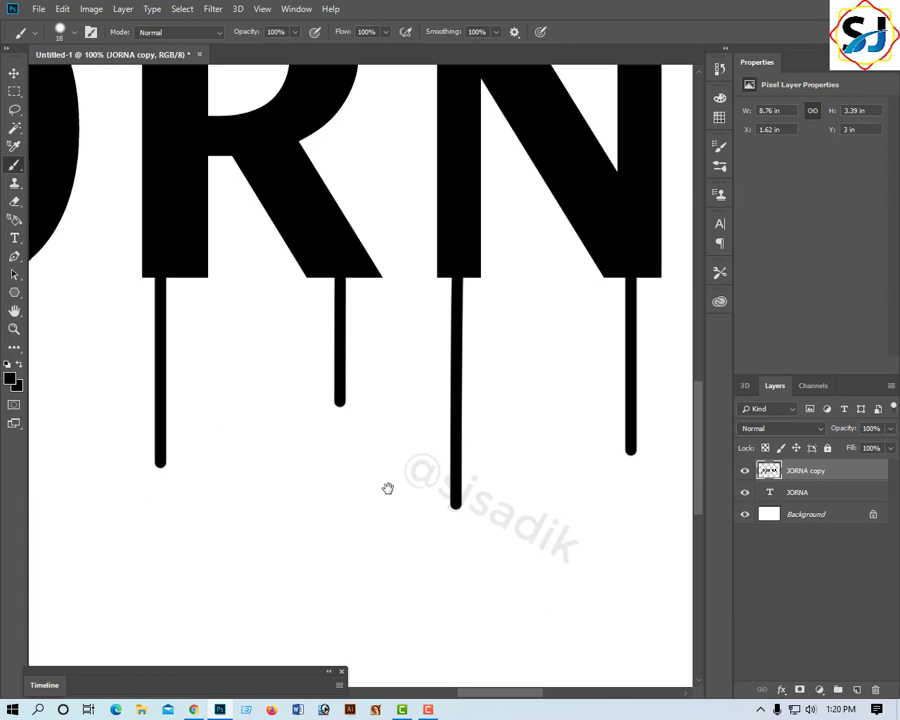 File Edit Image Layer Type Select Filter 3D View Window Help
SJ
18 Mode: Normal Opacity: 100% Flow: 100% Smoothing: 100%
Untitled-1 @ 100% (JORNA copy, RGB/8) *
Properties
Pixel Layer Properties
W: 8.76 in H: 3.39 in
X: 1.62 in Y: 3 in
ORN
@sjsadik
3D Layers Channels
Kind
Normal Opacity: 100%
Lock: Fill: 100%
JORNA copy
T JORNA
Background
Timeline
1:20 PM